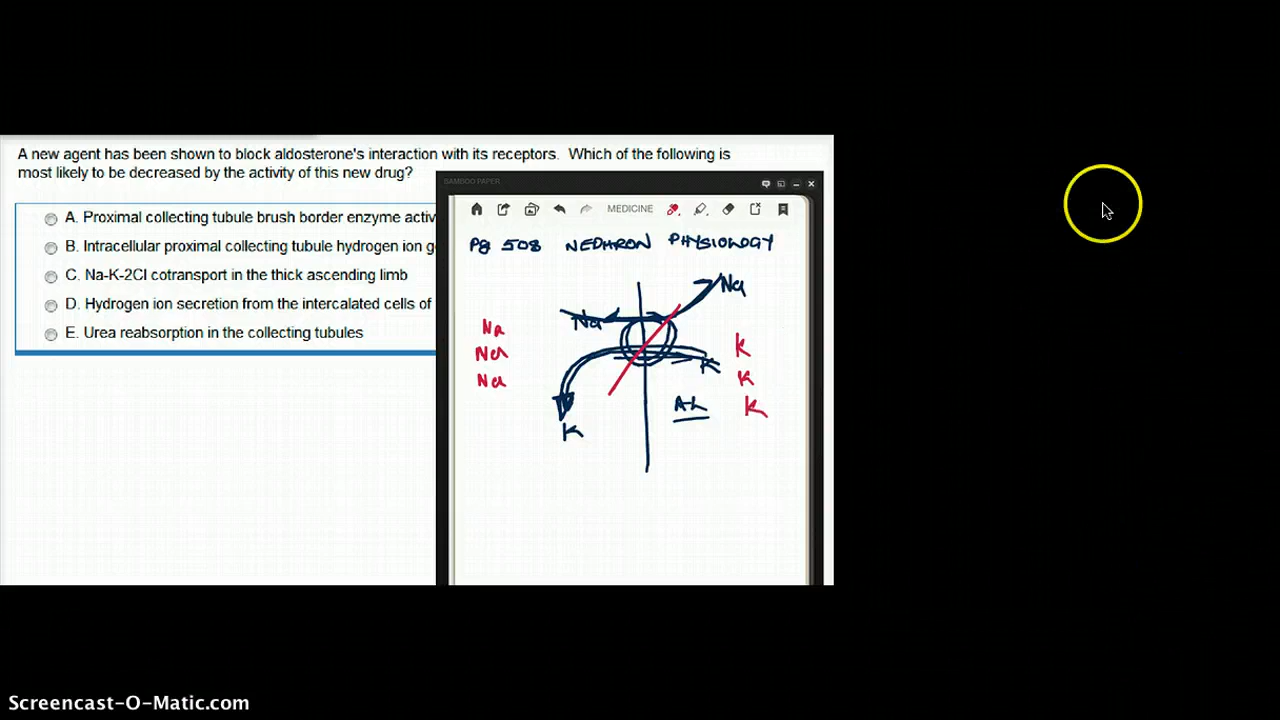 A new agent has been shown to block aldosterone's interaction with its receptors.  Which of the following is
most likely to be decreased by the activity of this new drug?
BAMBOO PAPER
A. Proximal collecting tubule brush border enzyme activ
B. Intracellular proximal collecting tubule hydrogen ion g
C. Na-K-2Cl cotransport in the thick ascending limb
D. Hydrogen ion secretion from the intercalated cells of
E. Urea reabsorption in the collecting tubules
MEDICINE
Pg 508 NEPHRON PHYSIOLOGY
Na
Na
Na
Na
Na
K
K
K
K
K
Screencast-O-Matic.com